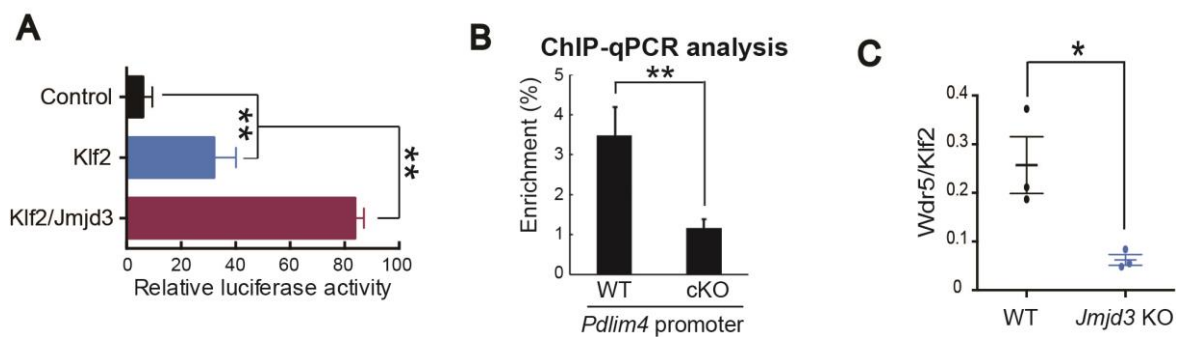 A
Control
Klf2
Klf2/Jmjd3
**
**
0 20 40 60 80 100
Relative luciferase activity
B
ChIP-qPCR analysis
**
Enrichment (%)
5
4
3
2
1
0
WT cKO
Pdlim4 promoter
C
*
Wdr5/Klf2
0.4
0.3
0.2
0.1
0
WT Jmjd3 KO